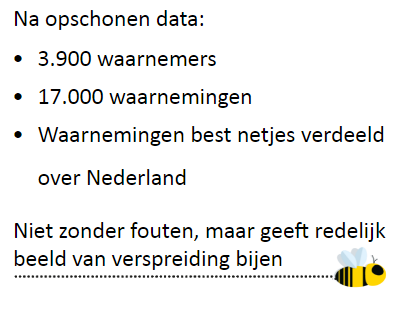 Na opschonen data:
• 3.900 waarnemers
• 17.000 waarnemingen
• Waarnemingen best netjes verdeeld
over Nederland
Niet zonder fouten, maar geeft redelijk
beeld van verspreiding bijen